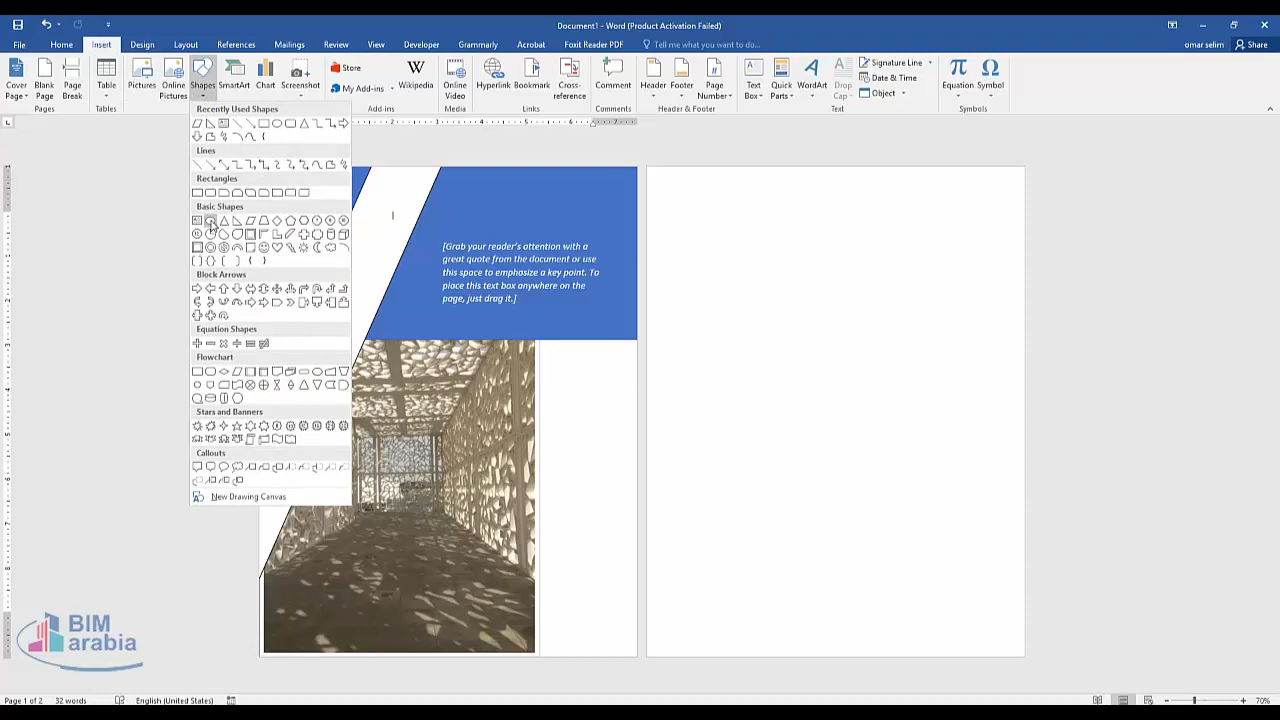 Document1 - Word (Product Activation Failed)
File Home Insert Design Layout References Mailings Review View Developer Grammarly Acrobat Foxit Reader PDF Tell me what you want to do... omar selim Share
Cover Page Blank Page Page Break
Pages
Table
Tables
Pictures Online Pictures Shapes SmartArt Chart Screenshot
Store
My Add-ins
Wikipedia
Add-ins
Online Video
Media
Hyperlink Bookmark Cross-reference
Links
Comment
Comments
Header Footer Page Number
Header & Footer
Text Box Quick Parts WordArt Drop Cap
Signature Line
Date & Time
Object
Text
Equation Symbol
Symbols
Recently Used Shapes
Lines
Rectangles
Basic Shapes
Block Arrows
Equation Shapes
Flowchart
Stars and Banners
Callouts
New Drawing Canvas
2 3 4 5 6 7
[Grab your reader's attention with a
great quote from the document or use
this space to emphasize a key point. To
place this text box anywhere on the
page, just drag it.]
BIM
arabia
Page 1 of 2 32 words English (United States) 70%